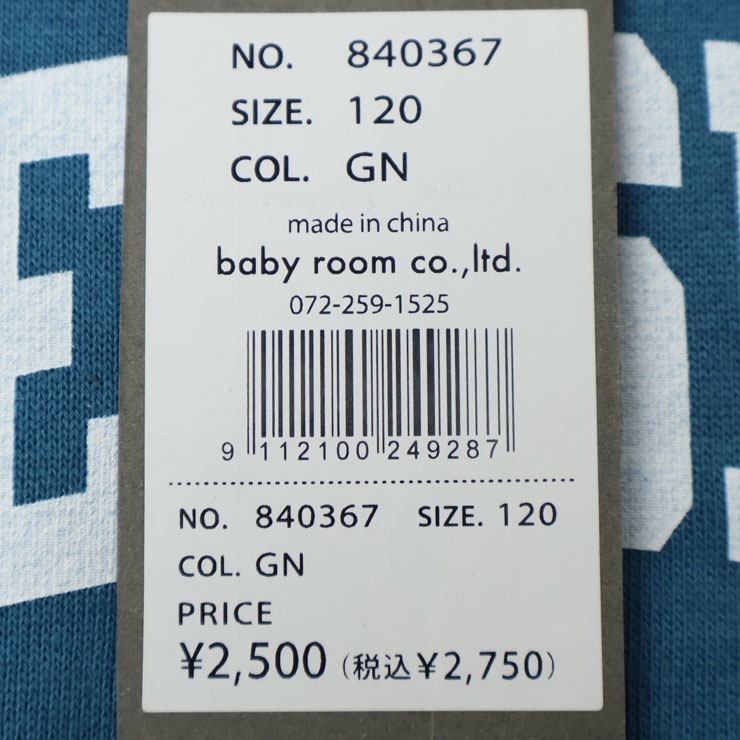 NO. 840367
SIZE. 120
COL. GN
made in china
baby room co.,ltd.
072-259-1525
9 112100 249287
NO. 840367 SIZE. 120
COL. GN
PRICE
¥2,500 (税込¥2,750)